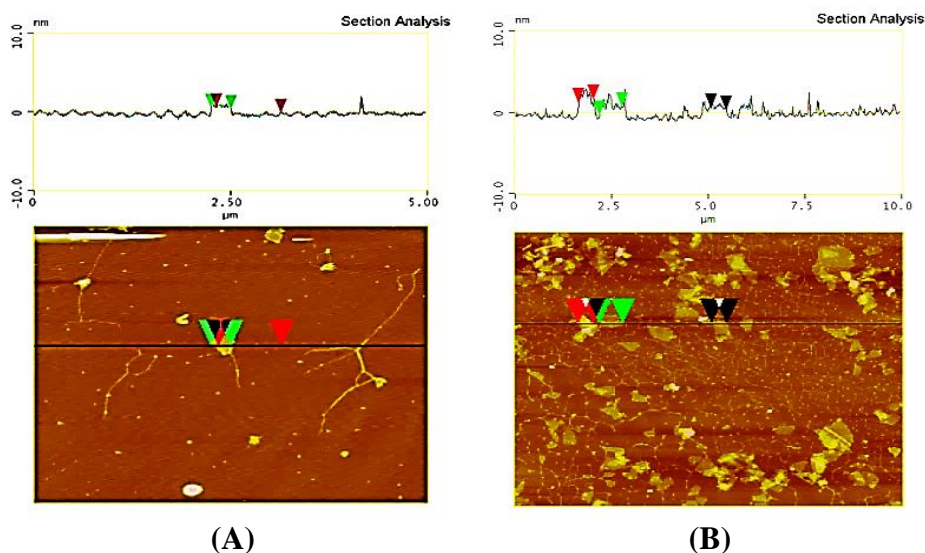 nm
Section Analysis
10.0
0
-10.0
0
2.50
5.00
µm
(A)
nm
Section Analysis
10.0
0
-10.0
0
2.5
5.0
7.5
10.0
µm
(B)